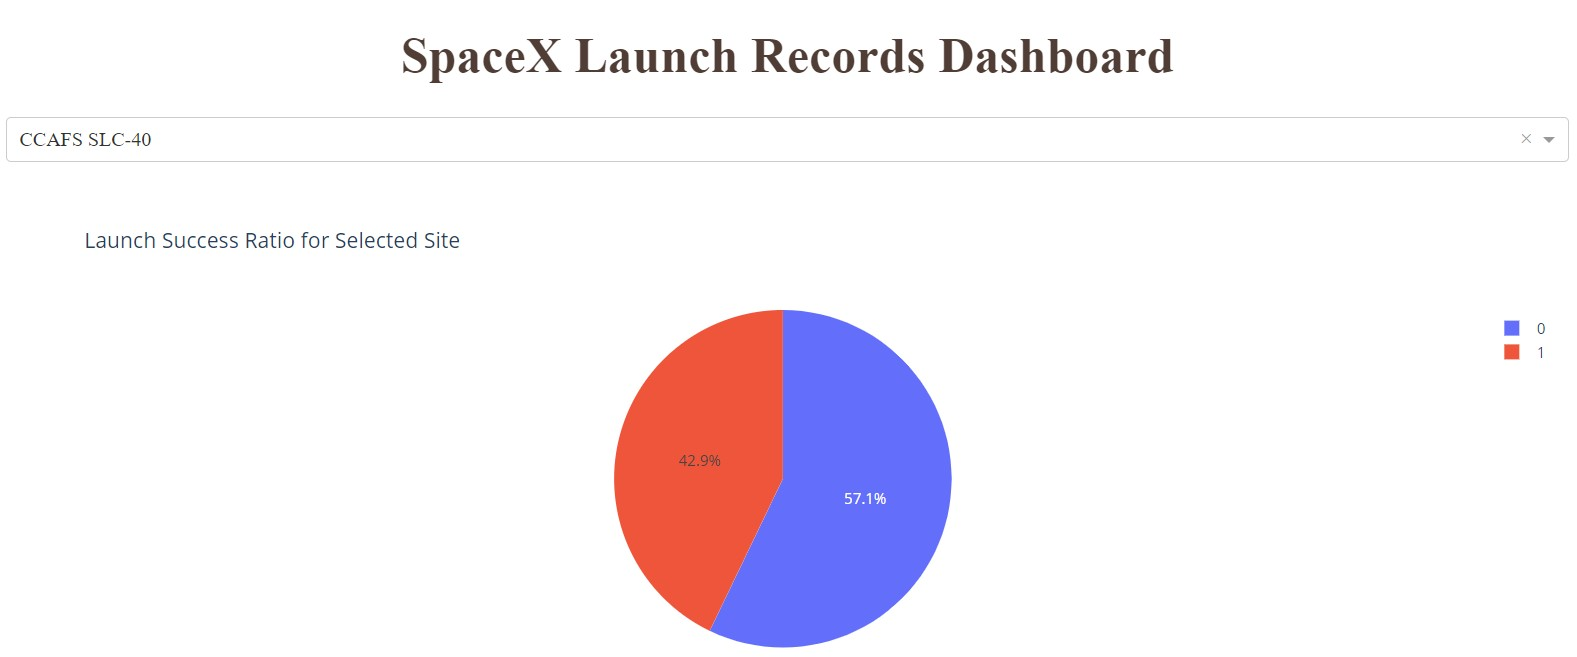 SpaceX Launch Records Dashboard
CCAFS SLC-40
Launch Success Ratio for Selected Site
0
1
42.9%
57.1%